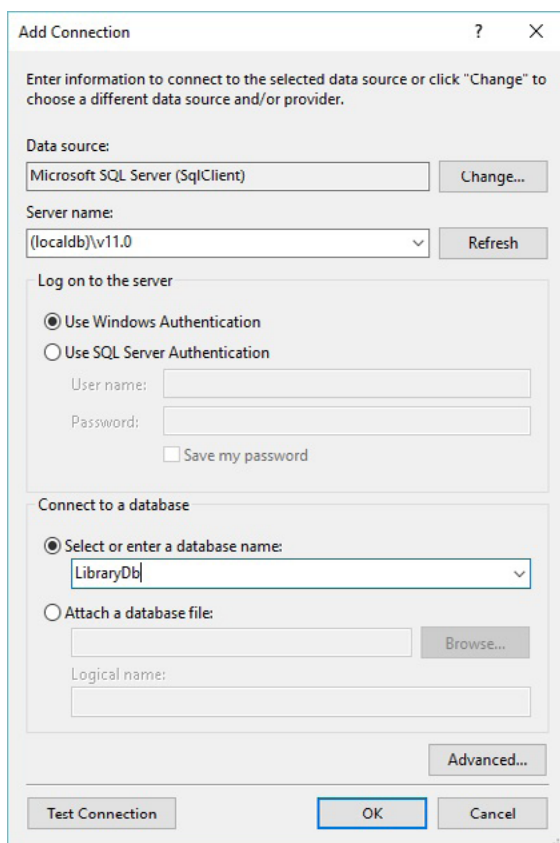 Add Connection
?
Enter information to connect to the selected data source or click "Change" to
choose a different data source and/or provider.
Data source:
Microsoft SQL Server (SqlClient)
Change...
Server name:
(localdb)\v11.0
Refresh
Log on to the server
Use Windows Authentication
Use SQL Server Authentication
User name:
Password:
Save my password
Connect to a database
Select or enter a database name:
LibraryDb
Attach a database file:
Browse...
Logical name:
Advanced...
Test Connection
OK
Cancel